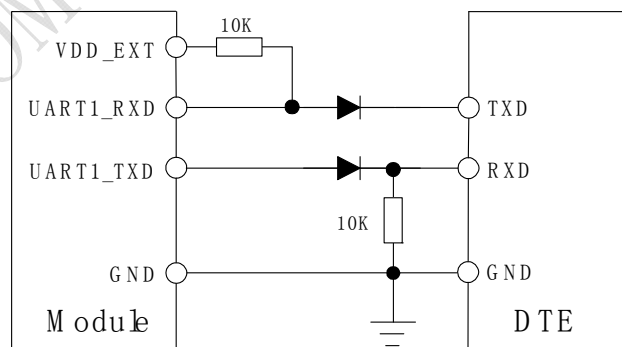 10K
VDD_EXT
UART1_RXD
TXD
UART1_TXD
RXD
10K
GND
GND
Module
DTE